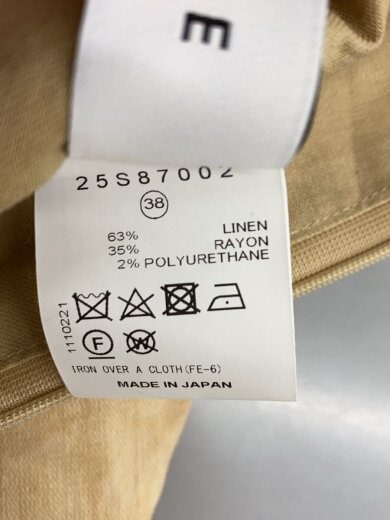 E
25S87002
38
63% LINEN
35% RAYON
2% POLYURETHANE
1110221
F W
IRON OVER A CLOTH(FE-6)
MADE IN JAPAN